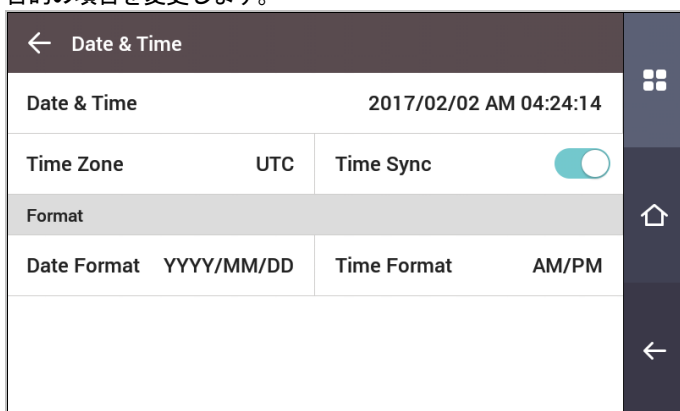 目的の項目を変更します。
Date & Time
Date & Time 2017/02/02 AM 04:24:14
Time Zone UTC Time Sync
Format
Date Format YYYY/MM/DD Time Format AM/PM